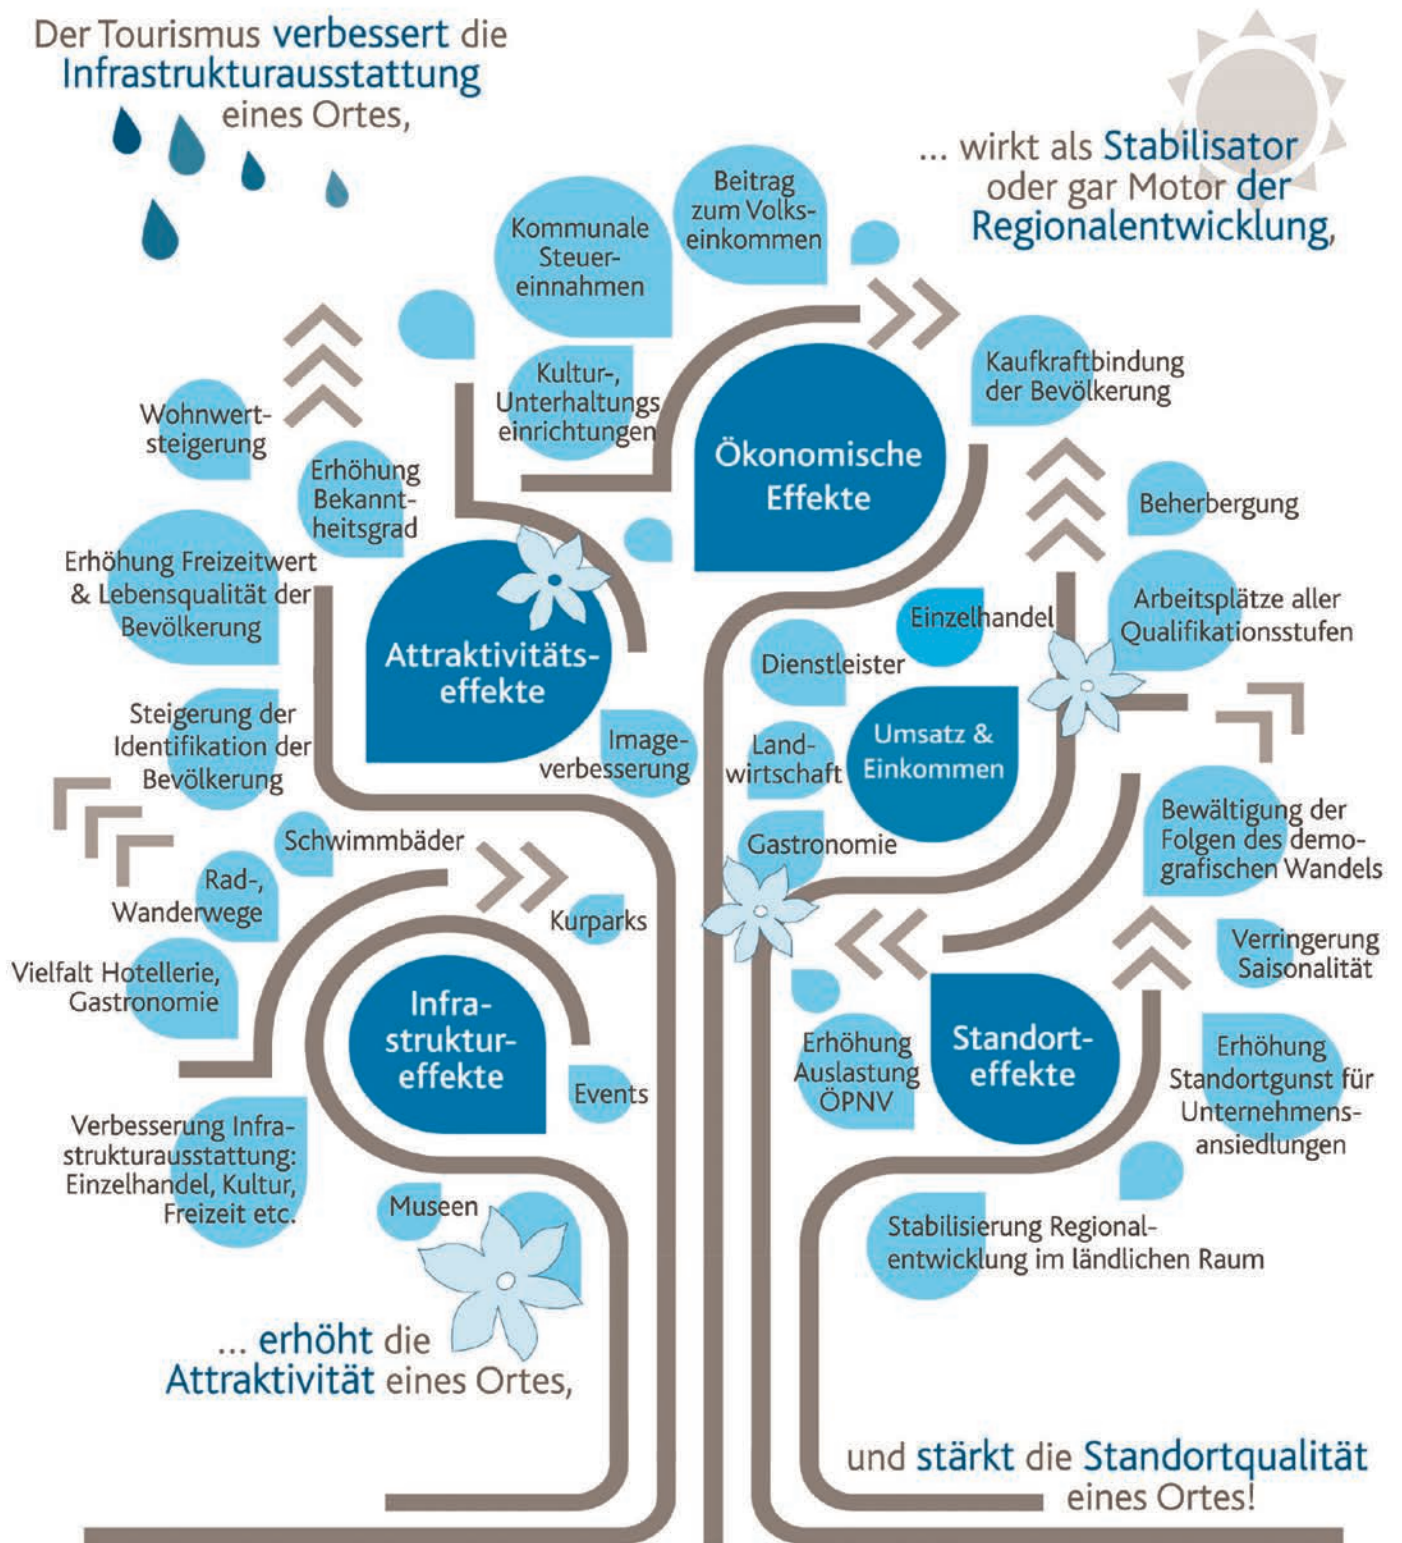 Der Tourismus verbessert die
Infrastrukturausstattung
eines Ortes,
... wirkt als Stabilisator
oder gar Motor der
Regionalentwicklung,
Beitrag
zum Volks-
einkommen
Kommunale
Steuer-
einnahmen
Kultur-,
Unterhaltungs
einrichtungen
Kaufkraftbindung
der Bevölkerung
Ökonomische
Effekte
Wohnwert-
steigerung
Erhöhung
Bekannt-
heitsgrad
Erhöhung Freizeitwert
& Lebensqualität der
Bevölkerung
Attraktivitäts-
effekte
Steigerung der
Identifikation der
Bevölkerung
Image-
verbesserung
Beherbergung
Arbeitsplätze aller
Qualifikationsstufen
Einzelhandel
Dienstleister
Land-
wirtschaft
Umsatz &
Einkommen
Gastronomie
Bewältigung der
Folgen des demo-
grafischen Wandels
Schwimmbäder
Rad-,
Wanderwege
Kurparks
Vielfalt Hotellerie,
Gastronomie
Infra-
struktur-
effekte
Events
Verbesserung Infra-
strukturausstattung:
Einzelhandel, Kultur,
Freizeit etc.
Museen
Verringerung
Saisonalität
Erhöhung
Auslastung
ÖPNV
Standort-
effekte
Erhöhung
Standortgunst für
Unternehmens-
ansiedlungen
Stabilisierung Regional-
entwicklung im ländlichen Raum
... erhöht die
Attraktivität eines Ortes,
und stärkt die Standortqualität
eines Ortes!